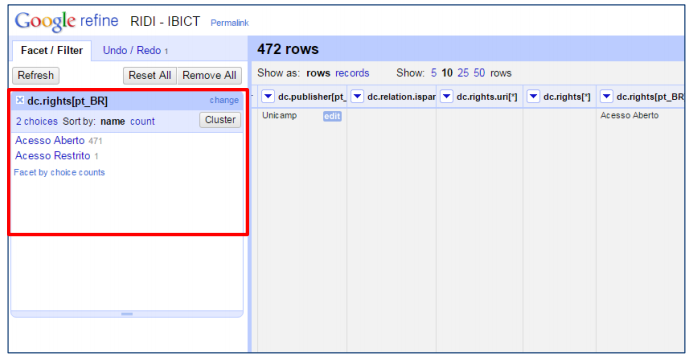 Google refine RIDI - IBICT Permalink
Facet / Filter Undo / Redo 1
472 rows
Refresh Reset All Remove All
Show as: rows records Show: 5 10 25 50 rows
dc.rights[pt_BR] change
2 choices Sort by: name count Cluster
Acesso Aberto 471
Acesso Restrito 1
Facet by choice counts
dc.publisher[pt_ dc.relation.ispar dc.rights.uri[*] dc.rights[*] dc.rights[pt_BR
Unicamp edit Acesso Aberto